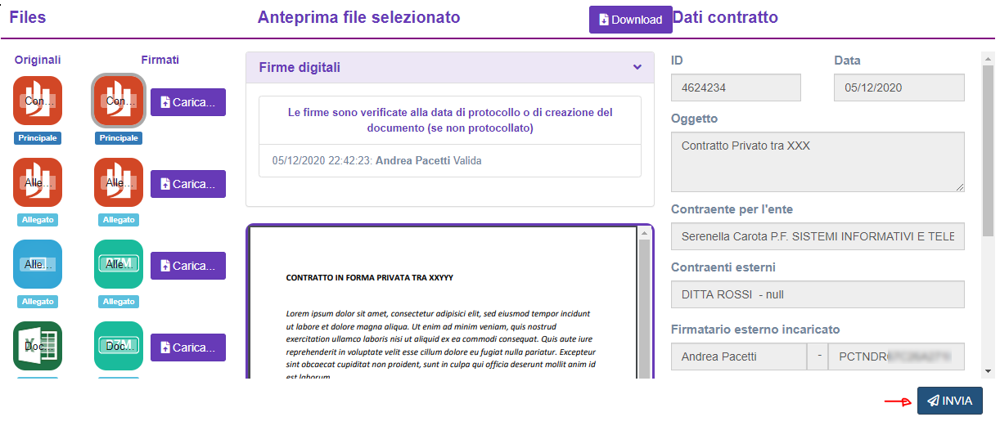 Files
Anteprima file selezionato
Download
Dati contratto
Originali
Firmati
Con...
Con...
Carica...
Principale
Principale
Alle...
Alle...
Carica...
Allegato
Allegato
Alle...
Alle...
Carica...
Allegato
Allegato
Doc...
Doc...
Carica...
Firme digitali
Le firme sono verificate alla data di protocollo o di creazione del
documento (se non protocollato)
05/12/2020 22:42:23: Andrea Pacetti Valida
CONTRATTO IN FORMA PRIVATA TRA XXYYY
Lorem ipsum dolor sit amet, consectetur adipisici elit, sed eiusmod tempor incidunt
ut labore et dolore magna aliqua. Ut enim ad minim veniam, quis nostrud
exercitation ullamco laboris nisi ut aliquid ex ea commodi consequat. Quis aute iure
reprehenderit in voluptate velit esse cillum dolore eu fugiat nulla pariatur. Excepteur
sint obcaecat cupiditat non proident, sunt in culpa qui officia deserunt mollit anim id
est laborum
ID
Data
4624234
05/12/2020
Oggetto
Contratto Privato tra XXX
Contraente per l'ente
Serenella Carota P.F. SISTEMI INFORMATIVI E TELE
Contraenti esterni
DITTA ROSSI - null
Firmatario esterno incaricato
Andrea Pacetti
-
PCTNDR
INVIA